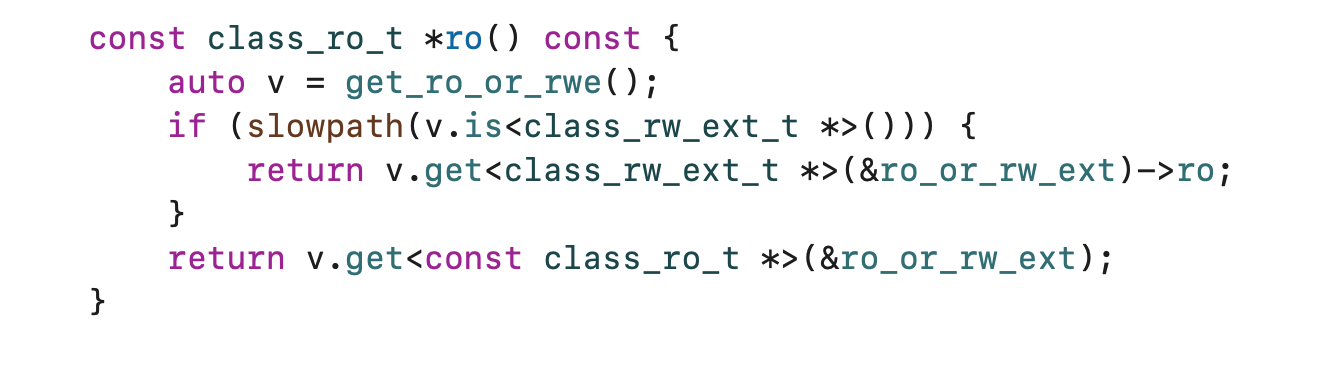 const class_ro_t *ro() const {
    auto v = get_ro_or_rwe();
    if (slowpath(v.is<class_rw_ext_t *>())) {
        return v.get<class_rw_ext_t *>(&ro_or_rw_ext)->ro;
    }
    return v.get<const class_ro_t *>(&ro_or_rw_ext);
}